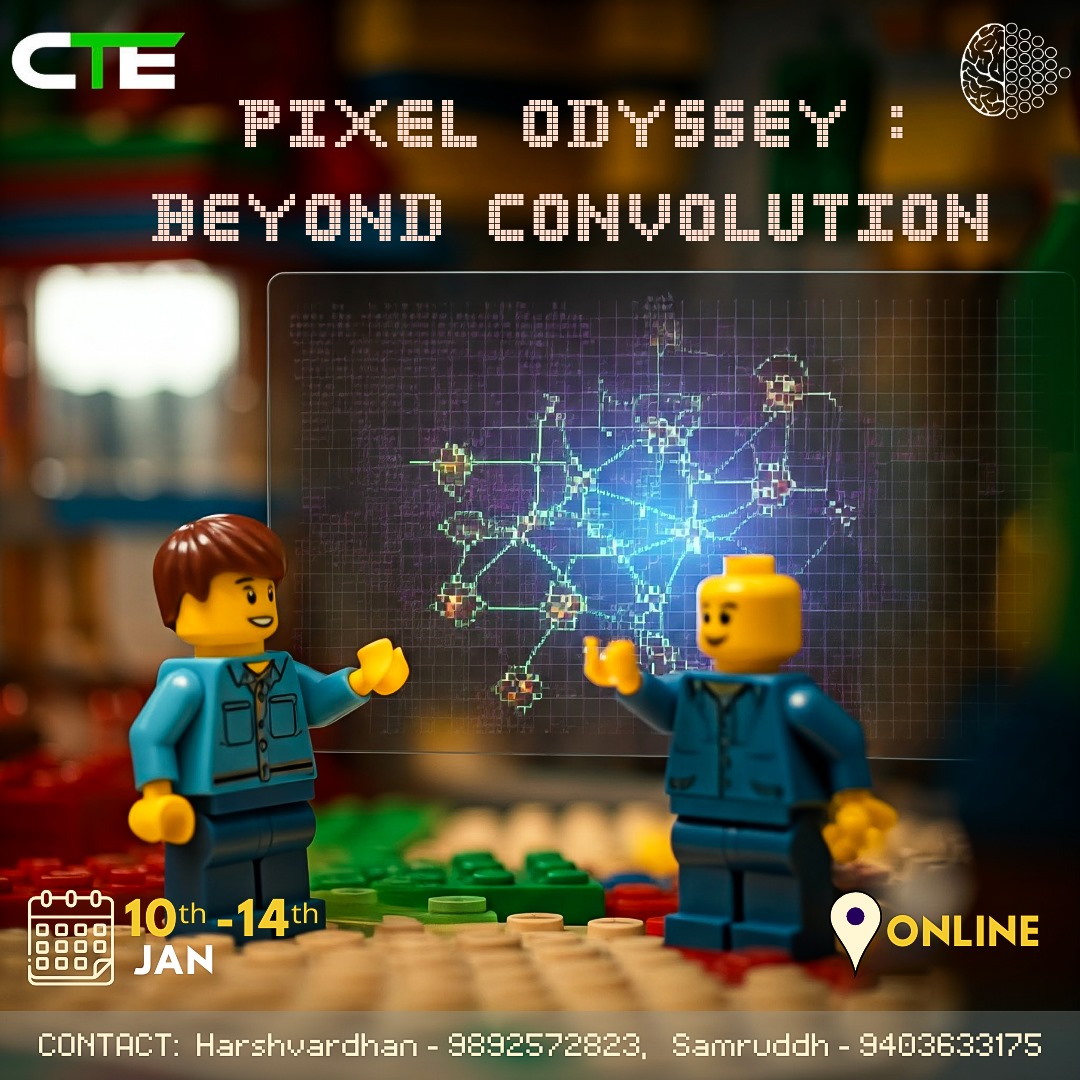 CTE
PIXEL ODYSSEY :
BEYOND CONVOLUTION
10th -14th
JAN
ONLINE
CONTACT: Harshvardhan - 9892572823, Samruddh - 9403633175